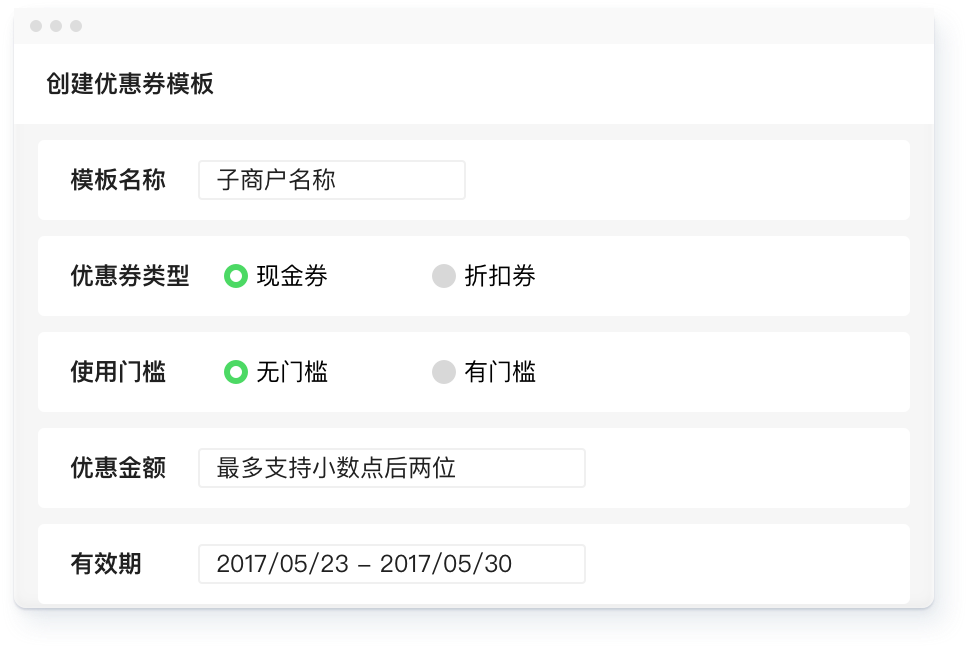 创建优惠券模板
模板名称 子商户名称
优惠券类型 现金券 折扣券
使用门槛 无门槛 有门槛
优惠金额 最多支持小数点后两位
有效期 2017/05/23 – 2017/05/30